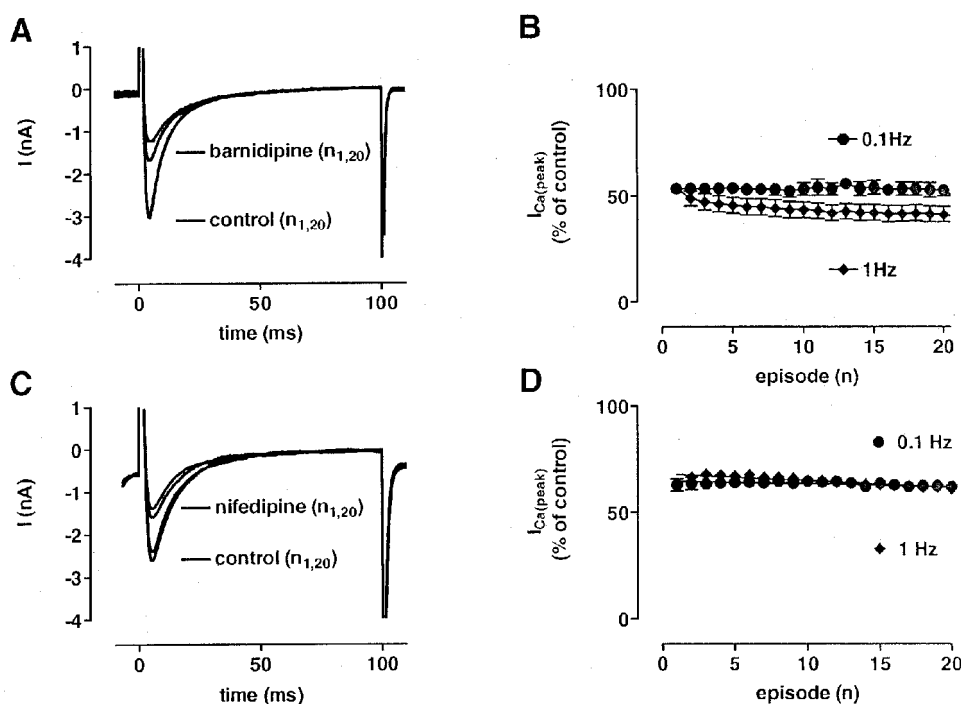 A
1
0
-1
-2
-3
-4
I (nA)
barnidipine (n1,20)
control (n1,20)
0
50
100
time (ms)
B
100
50
0
ICa(peak)
(% of control)
0.1Hz
1Hz
0
5
10
15
20
episode (n)
C
1
0
-1
-2
-3
-4
I (nA)
nifedipine (n1,20)
control (n1,20)
0
50
100
time (ms)
D
100
50
0
ICa(peak)
(% of control)
0.1 Hz
1 Hz
0
5
10
15
20
episode (n)